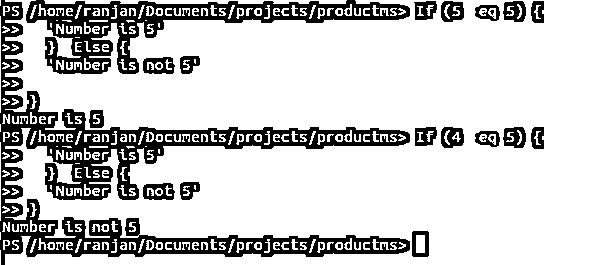 PS /home/ranjan/Documents/projects/productms> If (5 eq 5) {
>> 'Number is 5'
>> } Else {
>> 'Number is not 5'
>>
>> }
Number is 5
PS /home/ranjan/Documents/projects/productms> If (4 eq 5) {
>> 'Number is 5'
>> } Else {
>> 'Number is not 5'
>> }
Number is not 5
PS /home/ranjan/Documents/projects/productms>